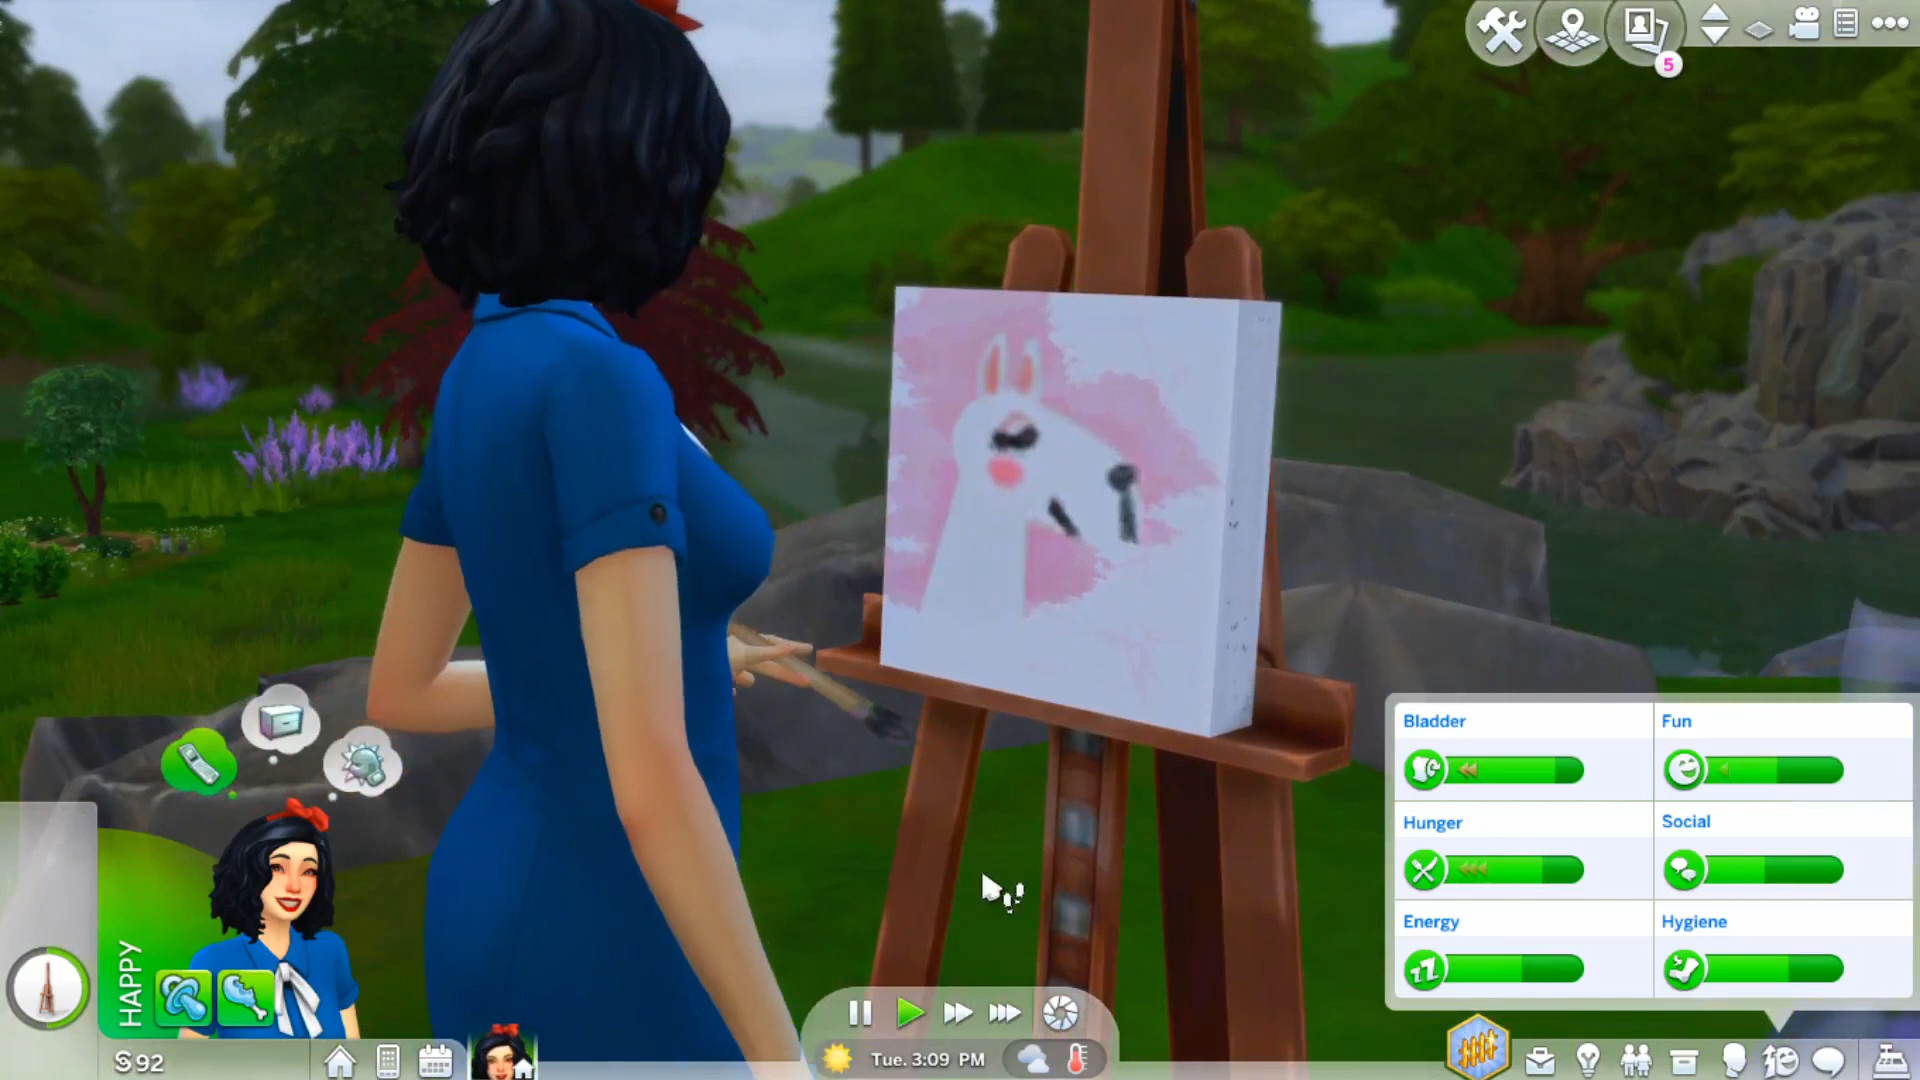 5
Bladder
Fun
Hunger
Social
Energy
Hygiene
HAPPY
§92
Tue. 3:09 PM